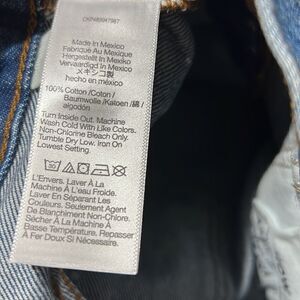 Made in Mexico
Fabriqué Au Mexique
Hergestellt In Mexiko
Vervaardigd In Mexico
メキシコ製
hecho en méxico
100% Cotton /Coton /
Baumwolle /Katoen /綿 /
algodón
Turn Inside Out. Machine
Wash Cold With Like Colors.
Non-Chlorine Bleach Only.
Tumble Dry Low. Iron On
Lowest Setting.
30
L'Envers. Laver À La
Machine À L'eau Froide.
Laver En Séparant Les
Couleurs. Seulement Agent
De Blanchiment Non-Chlore.
Sécher À La Machine À
Basse Température. Repasser
Du Fer Si Nécessaire.